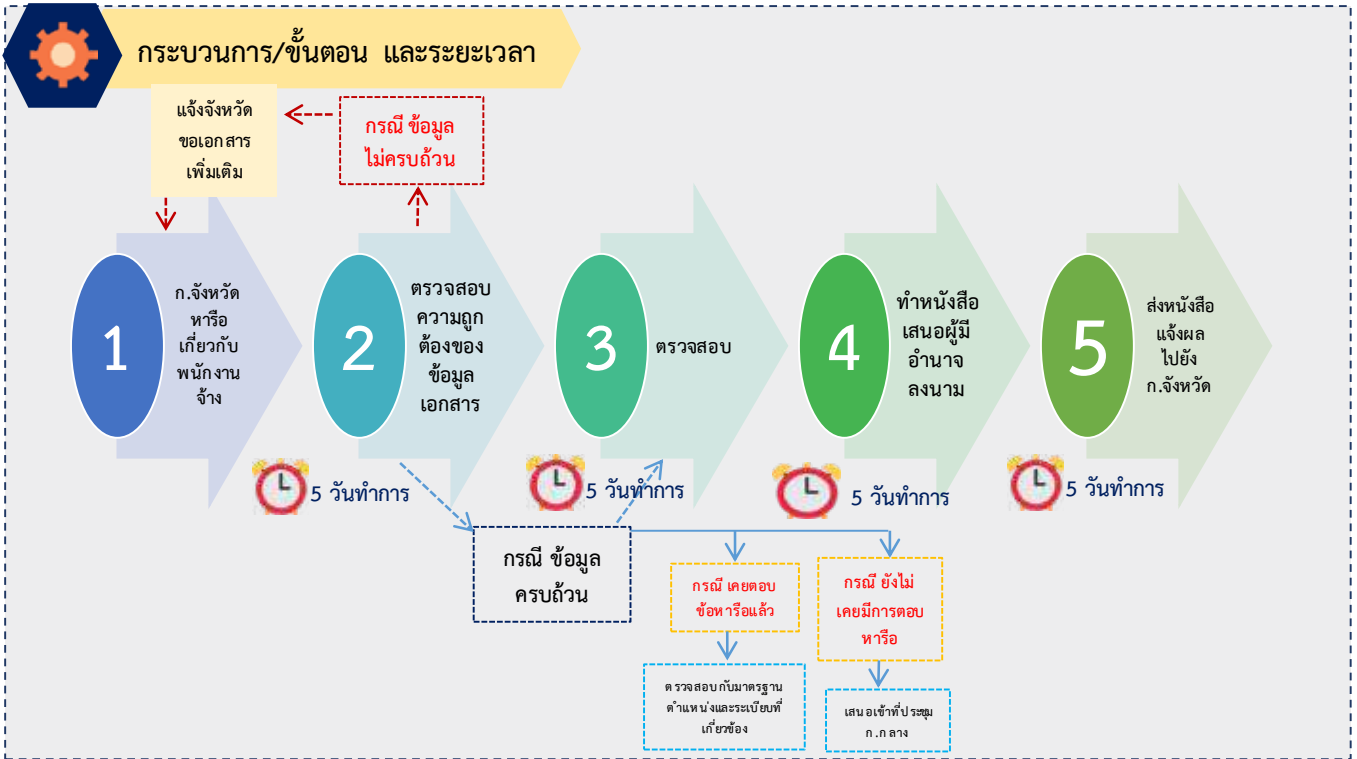 กระบวนการ/ขั้นตอน และระยะเวลา
แจ้งจังหวัด
ขอเอกสาร
เพิ่มเติม
กรณี ข้อมูล
ไม่ครบถ้วน
1
ก.จังหวัด
หารือ
เกี่ยวกับ
พนักงาน
จ้าง
2
ตรวจสอบ
ความถูก
ต้องของ
ข้อมูล
เอกสาร
3
ตรวจสอบ
4
ทำหนังสือ
เสนอผู้มี
อำนาจ
ลงนาม
5
ส่งหนังสือ
แจ้งผล
ไปยัง
ก.จังหวัด
5 วันทำการ
5 วันทำการ
5 วันทำการ
5 วันทำการ
กรณี ข้อมูล
ครบถ้วน
กรณี เคยตอบ
ข้อหารือแล้ว
กรณี ยังไม่
เคยมีการตอบ
หารือ
ตรวจสอบกับมาตรฐาน
ตำแหน่งและระเบียบที่
เกี่ยวข้อง
เสนอเข้าที่ประชุม
ก.กลาง